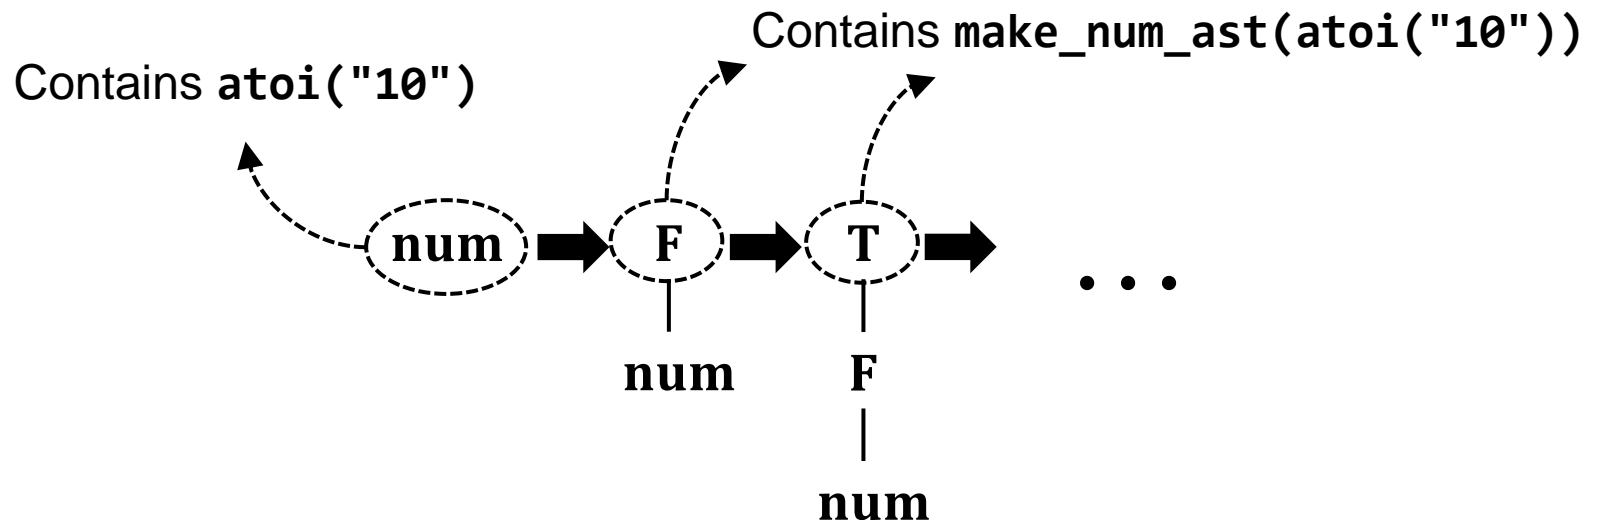 Contains make_num_ast(atoi("10"))
Contains atoi("10")
num F T
. . .
num F
num